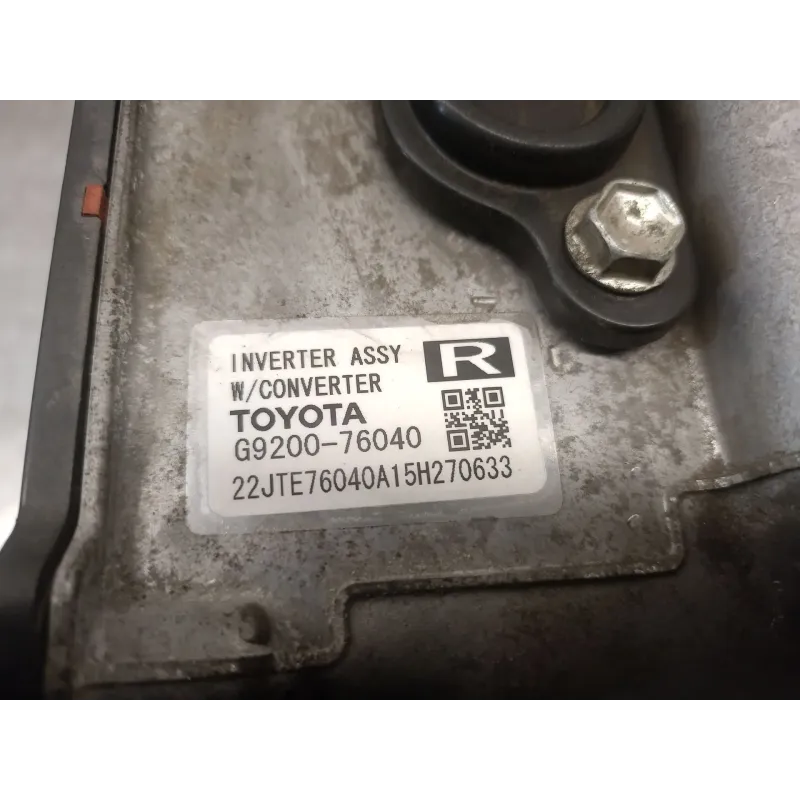 INVERTER ASSY R
W/CONVERTER
TOYOTA
G9200-76040
22JTE76040A15H270633